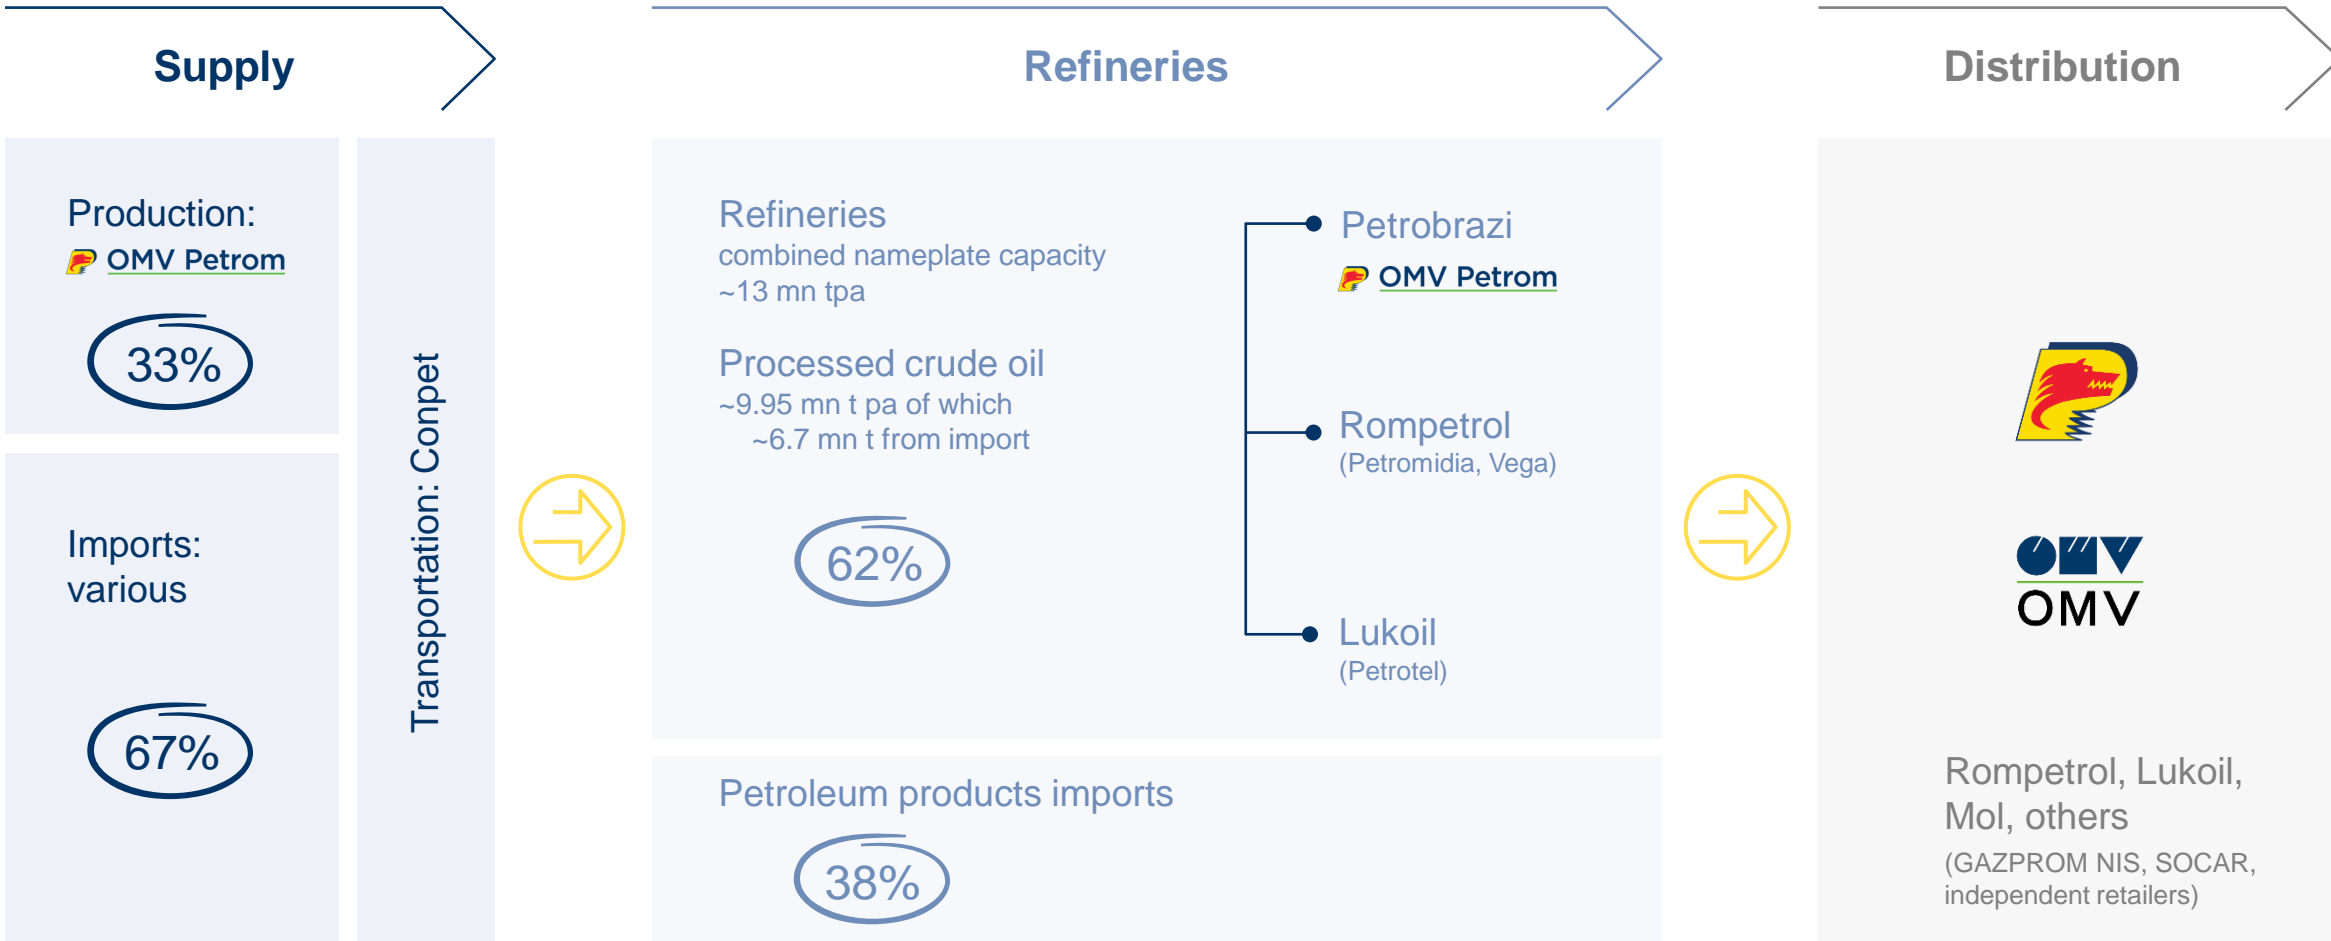 Supply
Production:
OMV Petrom
33%
Imports:
various
67%
Transportation: Conpet
Refineries
Refineries
combined nameplate capacity
~13 mn tpa
Processed crude oil
~9.95 mn t pa of which
~6.7 mn t from import
62%
Petrobrazi
OMV Petrom
Rompetrol
(Petromidia, Vega)
Lukoil
(Petrotel)
Petroleum products imports
38%
Distribution
OMV
OMV
Rompetrol, Lukoil,
Mol, others
(GAZPROM NIS, SOCAR,
independent retailers)